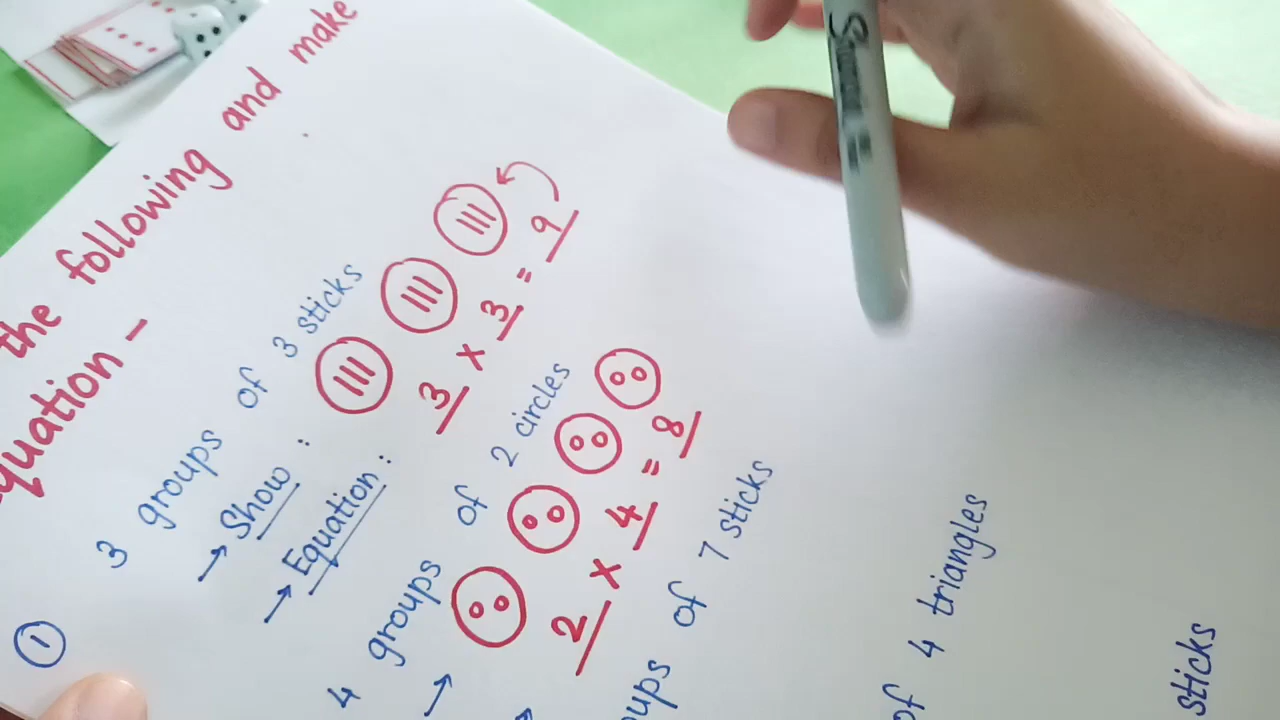 the following and make
equation -
① 3 groups of 3 sticks
→ Show :
→ Equation : 3 x 3 = 9
4 groups of 2 circles
→
→ 2 x 4 = 8
of 7 sticks
of 4 triangles
sticks